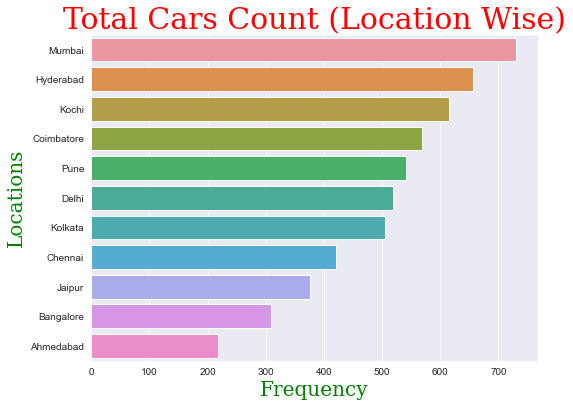 Total Cars Count (Location Wise)
Locations
Mumbai
Hyderabad
Kochi
Coimbatore
Pune
Delhi
Kolkata
Chennai
Jaipur
Bangalore
Ahmedabad
0 100 200 300 400 500 600 700
Frequency